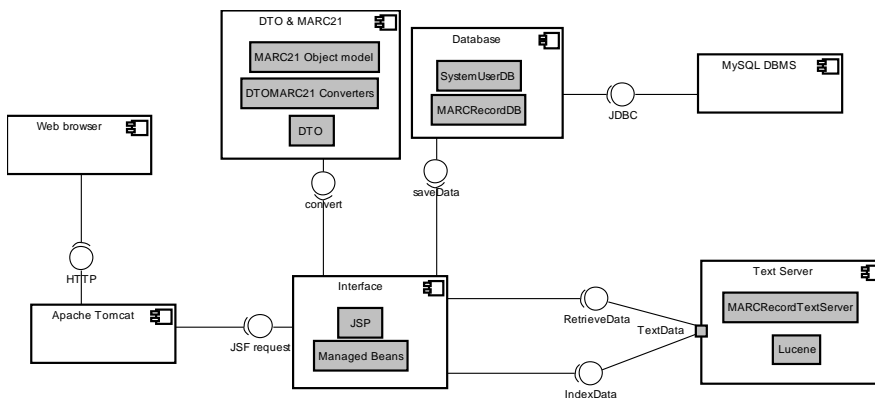 DTO & MARC21
MARC21 Object model
DTOMARC21 Converters
DTO
Database
SystemUserDB
MARCRecordDB
MySQL DBMS
JDBC
Web browser
convert
saveData
HTTP
Apache Tomcat
JSF request
Interface
JSP
Managed Beans
RetrieveData
TextData
IndexData
Text Server
MARCRecordTextServer
Lucene